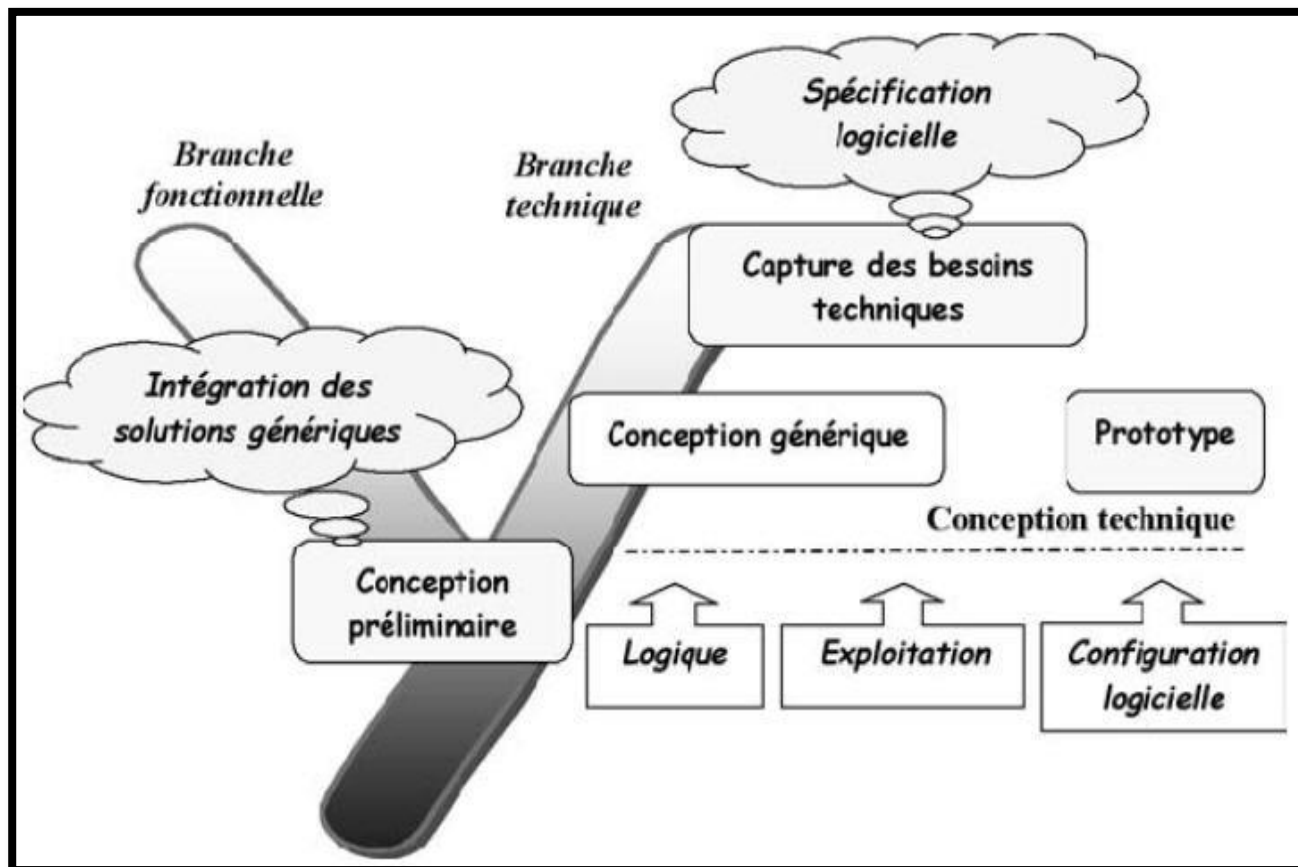 Spécification
logicielle
Branche
fonctionnelle
Branche
technique
Capture des besoins
techniques
Intégration des
solutions génériques
Conception générique
Prototype
Conception technique
Conception
préliminaire
Logique
Exploitation
Configuration
logicielle